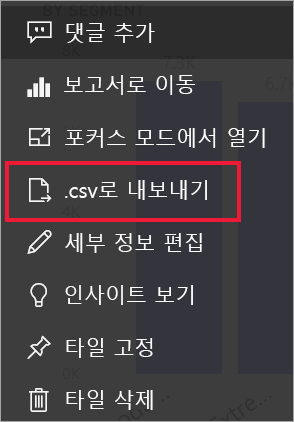 BY SEGMENT
댓글 추가
7.3K
보고서로 이동
6.7
포커스 모드에서 열기
.csv로 내보내기
4K
세부 정보 편집
인사이트 보기
타일 고정
0K
타일 삭제